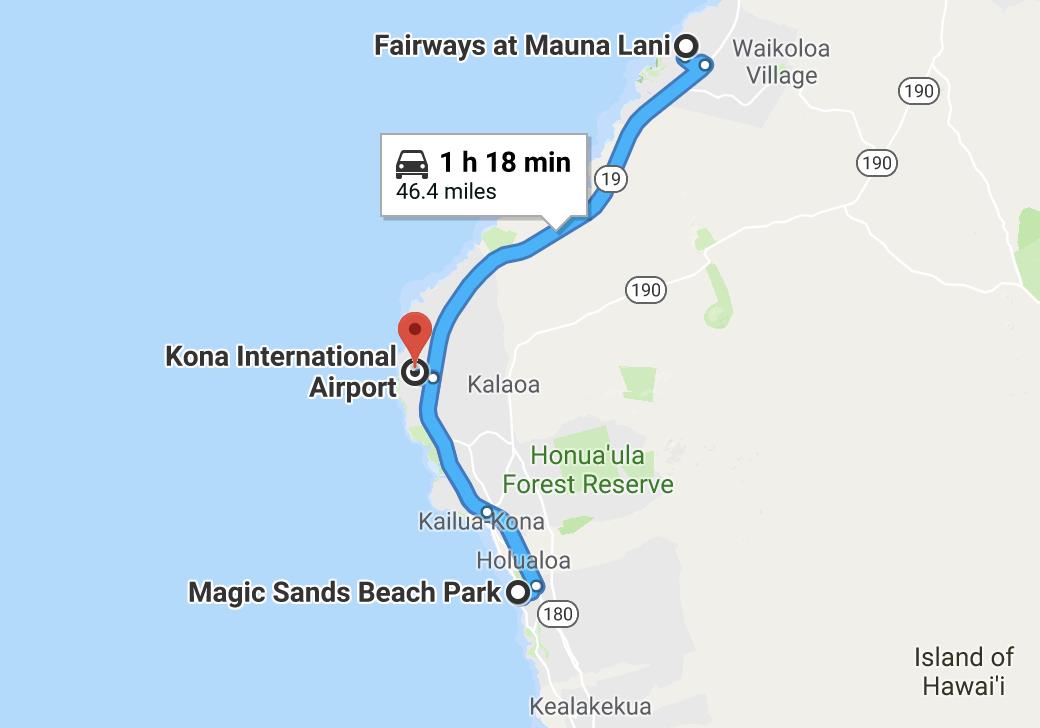 Fairways at Mauna Lani
Waikoloa
Village
190
1 h 18 min
46.4 miles
19
190
190
Kona International
Airport
Kalaoa
Honua'ula
Forest Reserve
Kailua-Kona
Holualoa
Magic Sands Beach Park
180
Island of
Hawai'i
Kealakekua